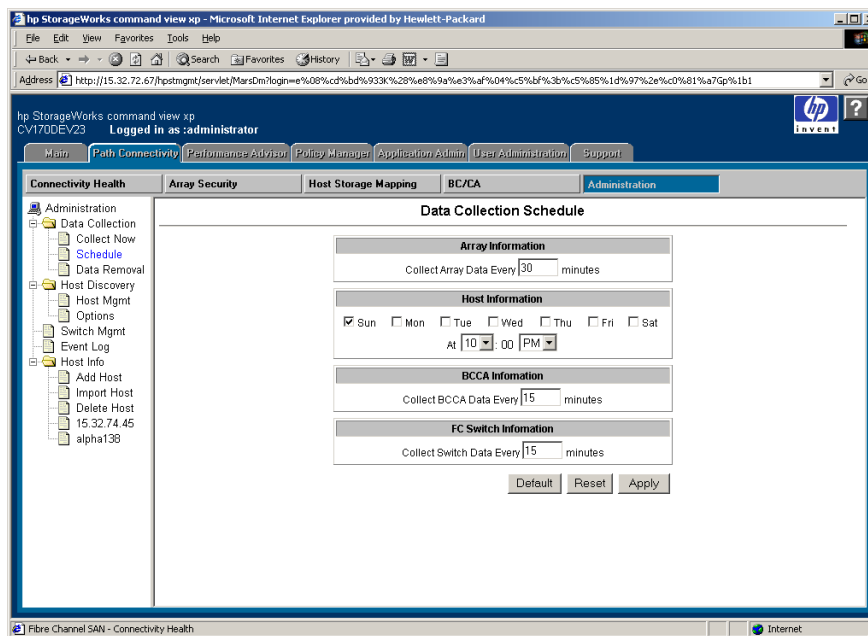 hp StorageWorks command view xp - Microsoft Internet Explorer provided by Hewlett-Packard
File Edit View Favorites Tools Help
Back Search Favorites History
Address http://15.32.72.67/hpstmgmt/servlet/MarsDm?login=e%08%cd%bd%933K%28%e8%9a%e3%af%04%c5%bf%3b%c5%85%1d%97%2e%c0%81%a7Gp%1b1 Go
hp StorageWorks command view xp
CV170DEV23 Logged in as :administrator
hp
invent
?
Main Path Connectivity Performance Advisor Policy Manager Application Admin User Administration Support
Connectivity Health Array Security Host Storage Mapping BC/CA Administration
Administration
Data Collection
Collect Now
Schedule
Data Removal
Host Discovery
Host Mgmt
Options
Switch Mgmt
Event Log
Host Info
Add Host
Import Host
Delete Host
15.32.74.45
alpha138
Data Collection Schedule
Array Information
Collect Array Data Every 30 minutes
Host Information
Sun Mon Tue Wed Thu Fri Sat
At 10 : 00 PM
BCCA Infomation
Collect BCCA Data Every 15 minutes
FC Switch Infomation
Collect Switch Data Every 15 minutes
Default Reset Apply
Fibre Channel SAN - Connectivity Health Internet